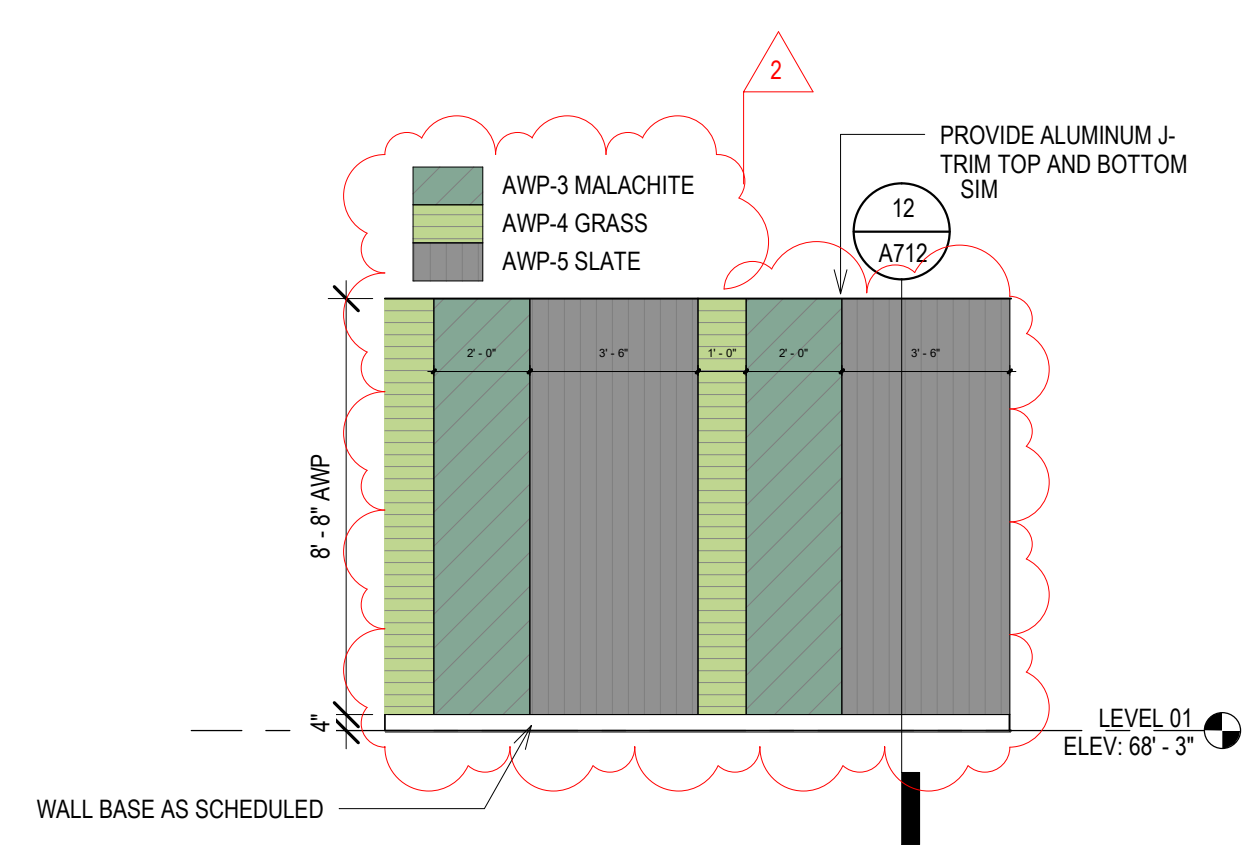 2
PROVIDE ALUMINUM J-
TRIM TOP AND BOTTOM
SIM
12
A712
AWP-3 MALACHITE
AWP-4 GRASS
AWP-5 SLATE
2' - 0"
3' - 6"
1' - 0"
2' - 0"
3' - 6"
8' - 8" AWP
4"
LEVEL 01
ELEV: 68' - 3"
WALL BASE AS SCHEDULED